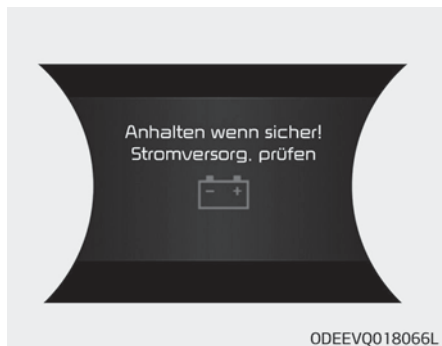 Anhalten wenn sicher!
Stromversorg. prüfen
- +
ODEEVQ018066L